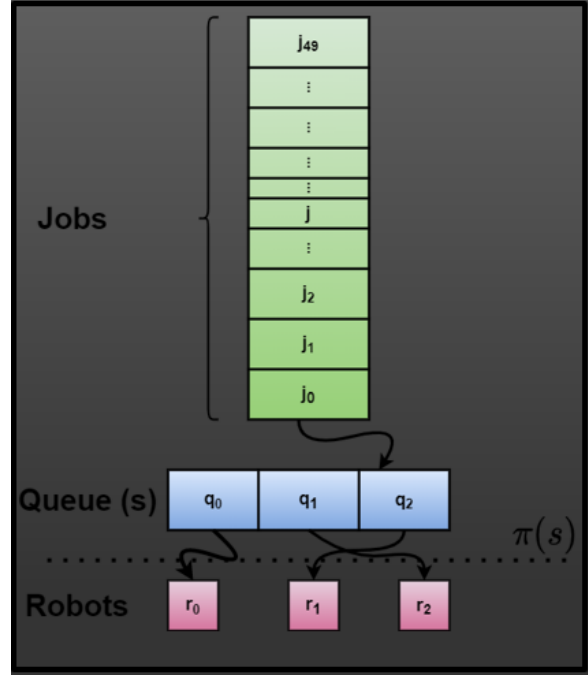 j₄₉
⋮
⋮
⋮
⋮
Jobs
j
⋮
j₂
j₁
j₀
Queue (s) q₀ q₁ q₂
π(s)
Robots r₀ r₁ r₂